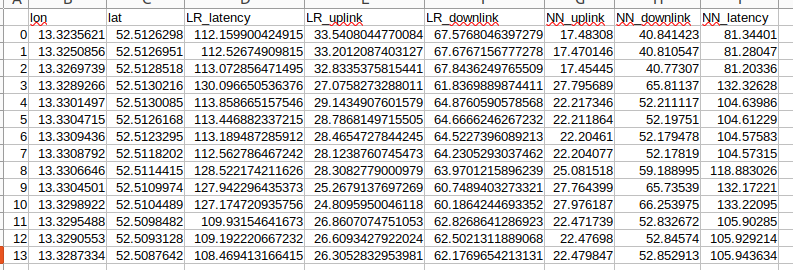 lon lat LR_latency LR_uplink LR_downlink NN_uplink NN_downlink NN_latency
0 13.3235621 52.5126298 112.159900424915 33.5408044770084 67.5768046397279 17.48308 40.841423 81.34401
1 13.3250856 52.5126951 112.52674909815 33.2012087403127 67.6767156777278 17.470146 40.810547 81.28047
2 13.3269739 52.5128518 113.072856471495 32.8335375815441 67.8436249765509 17.45445 40.77307 81.20336
3 13.3289266 52.5130216 130.096650536376 27.0758273288011 61.8369889874411 27.795689 65.81137 132.32628
4 13.3301497 52.5130085 113.858665157546 29.1434907601579 64.8760590578568 22.217346 52.211117 104.63986
5 13.3304715 52.5126168 113.446882337215 28.7868149715505 64.6666246267232 22.211864 52.19751 104.61229
6 13.3309436 52.5123295 113.189487285912 28.4654727844245 64.5227396089213 22.20461 52.179478 104.57583
7 13.3308792 52.5118202 112.562786467242 28.1238760745473 64.2305293037462 22.204077 52.17819 104.57315
8 13.3306646 52.5114415 128.522174211626 28.3082779000979 63.9701215896239 25.081518 59.188995 118.883026
9 13.3304501 52.5109974 127.942296435373 25.2679137697269 60.7489403273321 27.764399 65.73539 132.17221
10 13.3298922 52.5104489 127.174720935756 24.8095950046118 60.1864244693352 27.976187 66.253975 133.22095
11 13.3295488 52.5098482 109.93154641673 26.8607074751053 62.8268641286923 22.471739 52.832672 105.90285
12 13.3290553 52.5093128 109.192220667232 26.6093427922024 62.5021311889068 22.47698 52.84574 105.929214
13 13.3287334 52.5087642 108.469413166415 26.3052832953981 62.1769654213131 22.479847 52.852913 105.943634